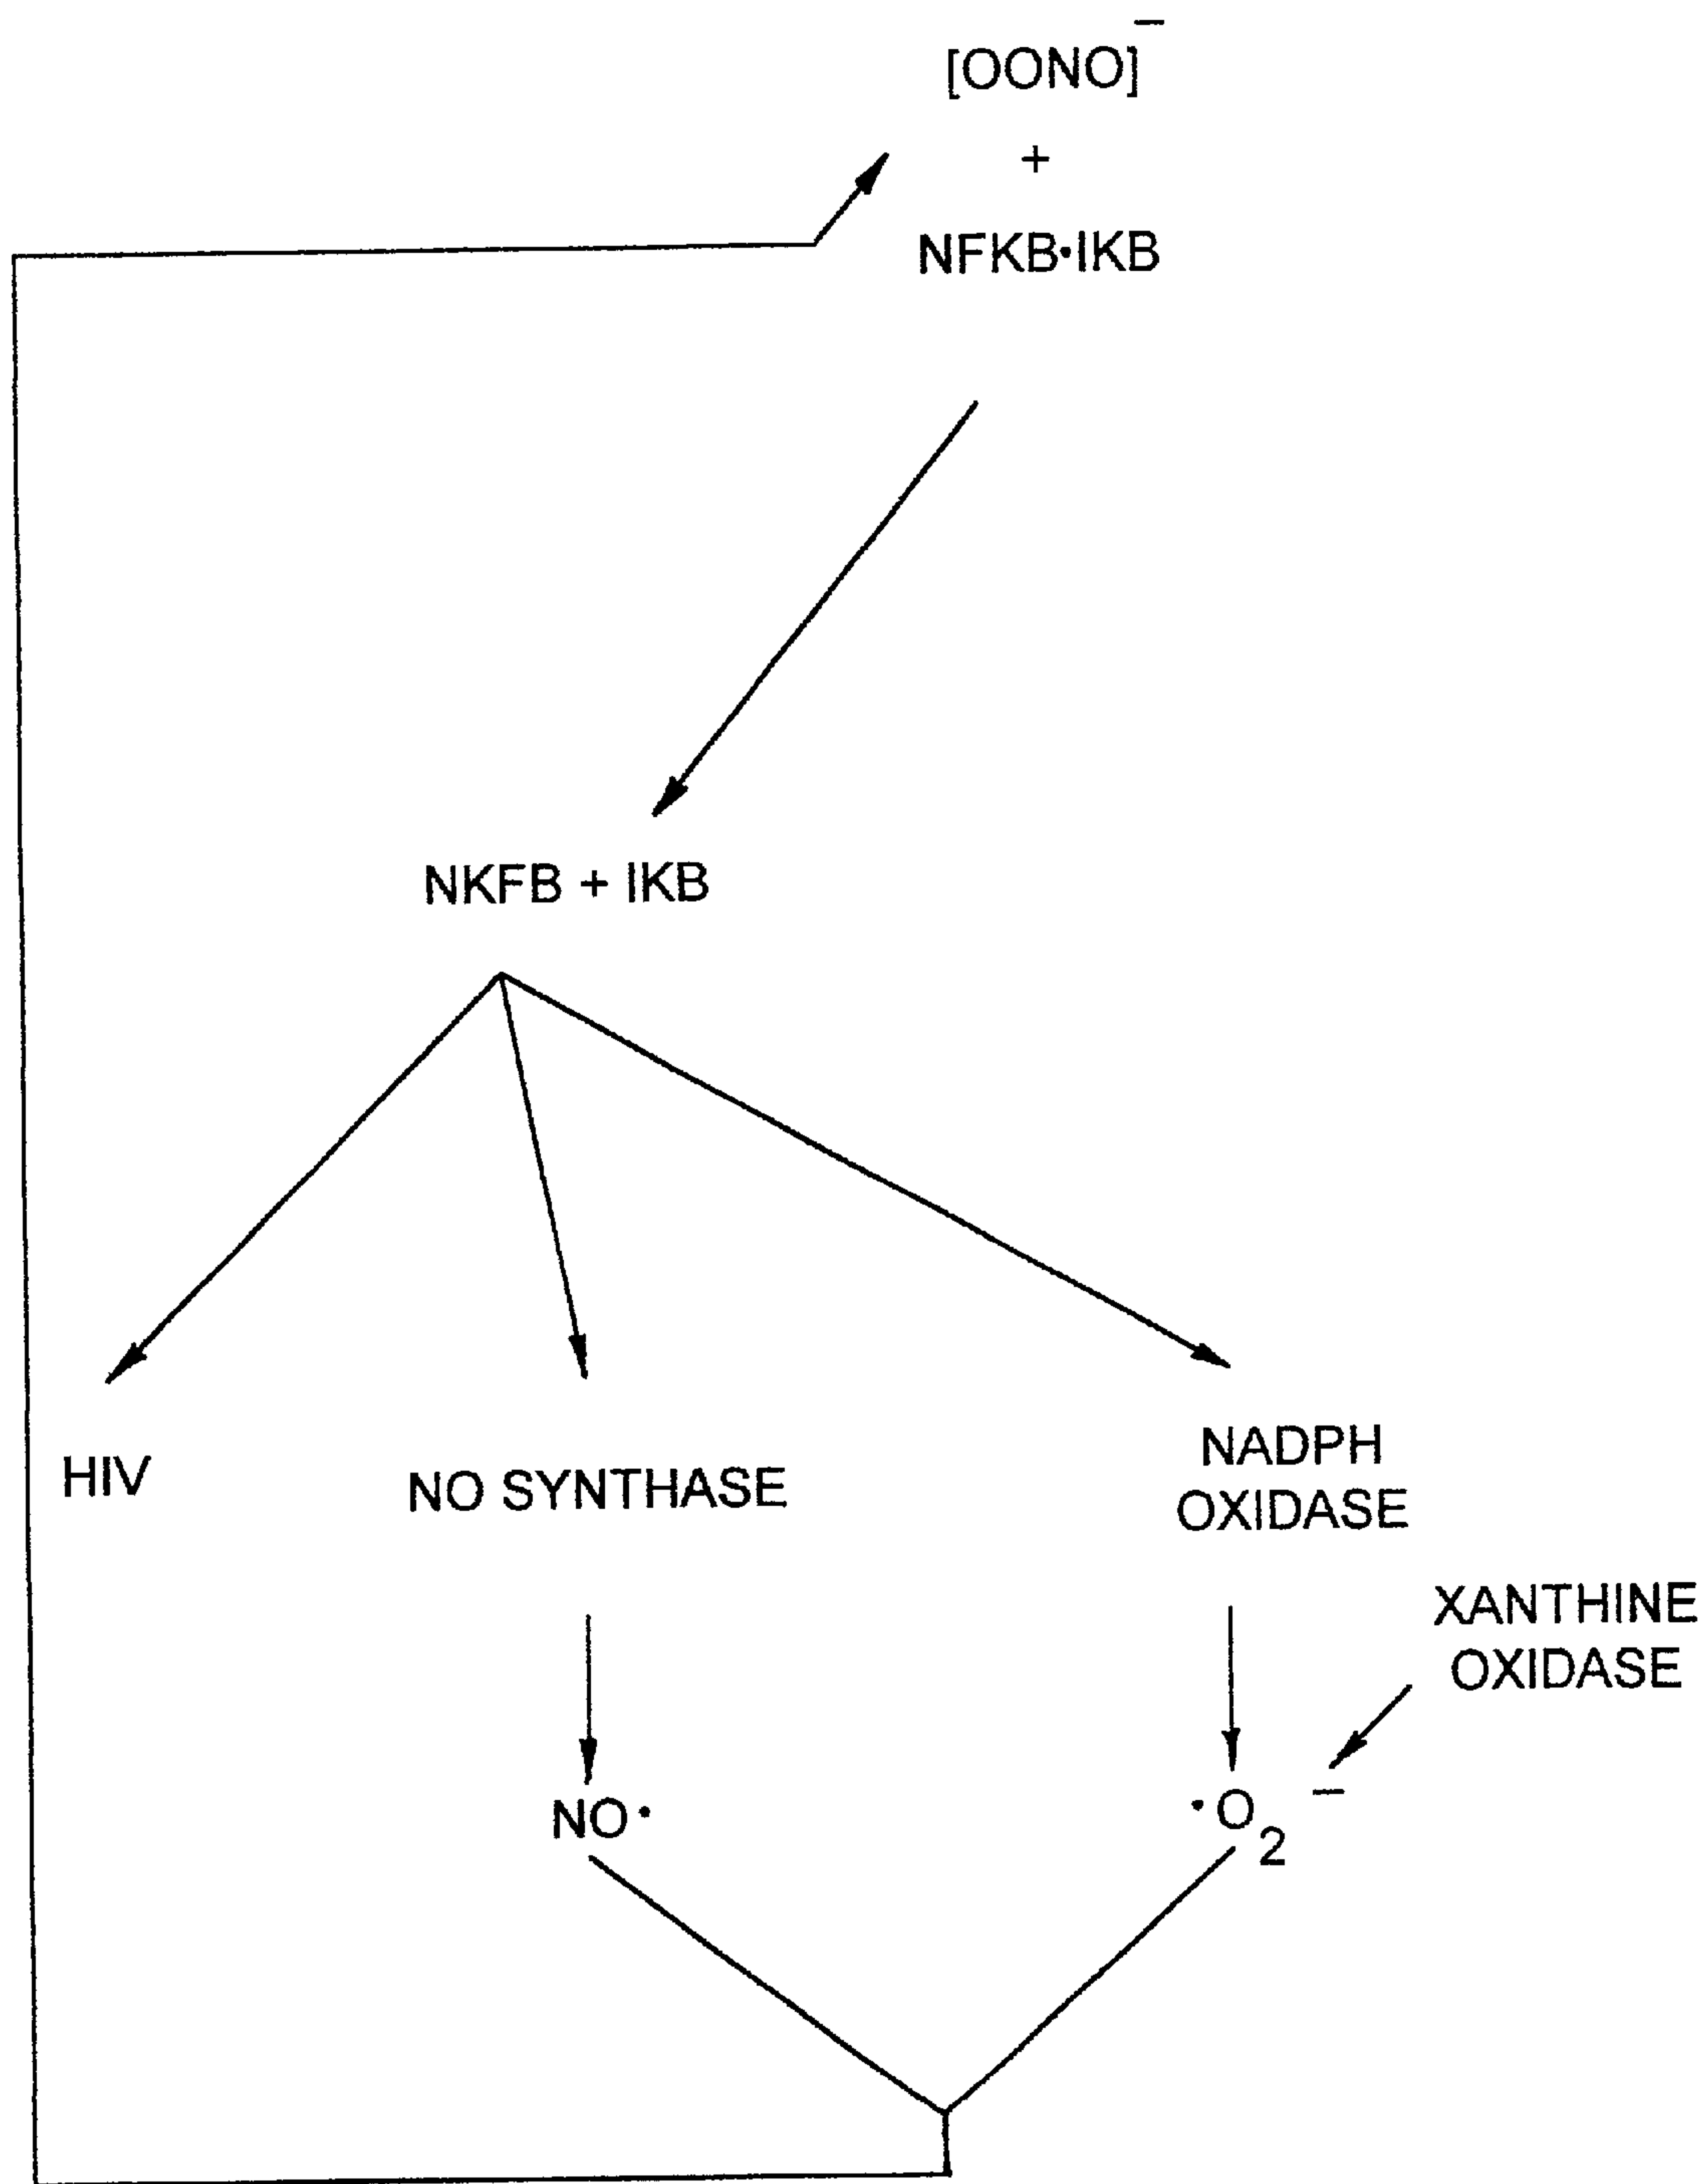 [OONO]⁻
+
NFKB·IKB
NKFB + IKB
HIV
NO SYNTHASE
NADPH
OXIDASE
XANTHINE
OXIDASE
NO·
·O₂⁻